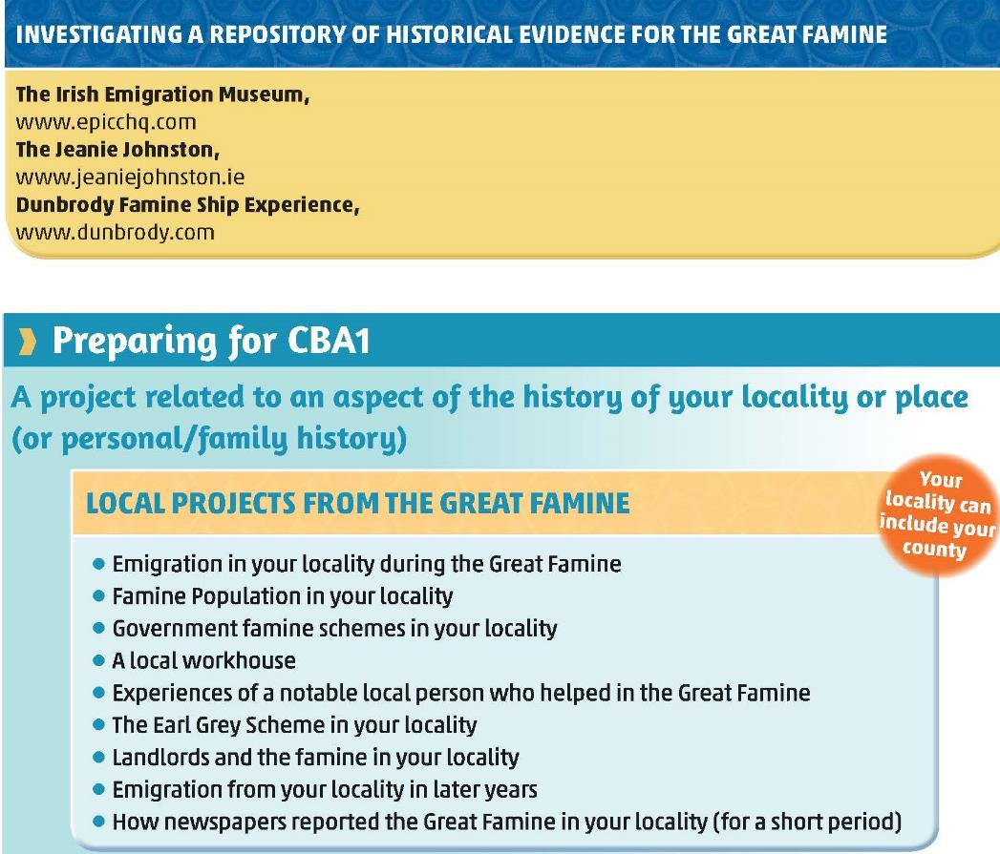 INVESTIGATING A REPOSITORY OF HISTORICAL EVIDENCE FOR THE GREAT FAMINE
The Irish Emigration Museum,
www.epicchq.com
The Jeanie Johnston,
www.jeaniejohnston.ie
Dunbrody Famine Ship Experience,
www.dunbrody.com
Preparing for CBA1
A project related to an aspect of the history of your locality or place
(or personal/family history)
LOCAL PROJECTS FROM THE GREAT FAMINE
Your
locality can
include your
county
• Emigration in your locality during the Great Famine
• Famine Population in your locality
• Government famine schemes in your locality
• A local workhouse
• Experiences of a notable local person who helped in the Great Famine
• The Earl Grey Scheme in your locality
• Landlords and the famine in your locality
• Emigration from your locality in later years
• How newspapers reported the Great Famine in your locality (for a short period)